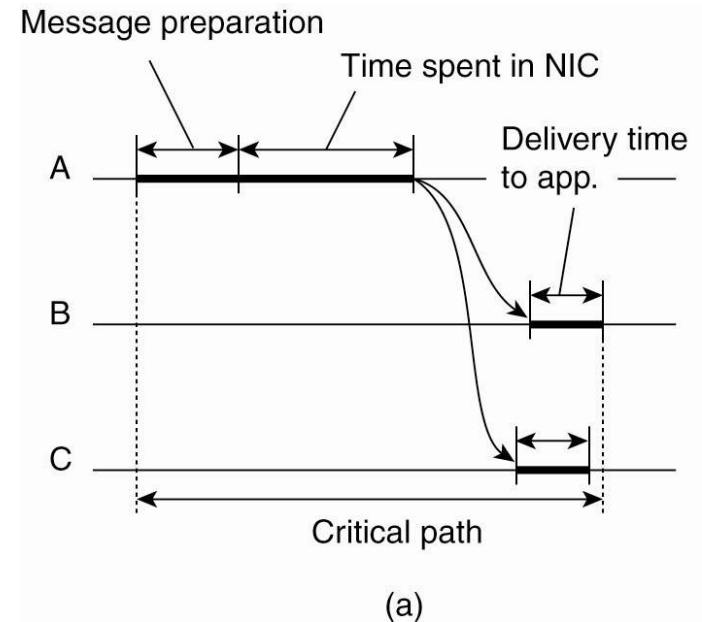 Message preparation
Time spent in NIC
Delivery time
to app.
A
B
C
Critical path
(a)